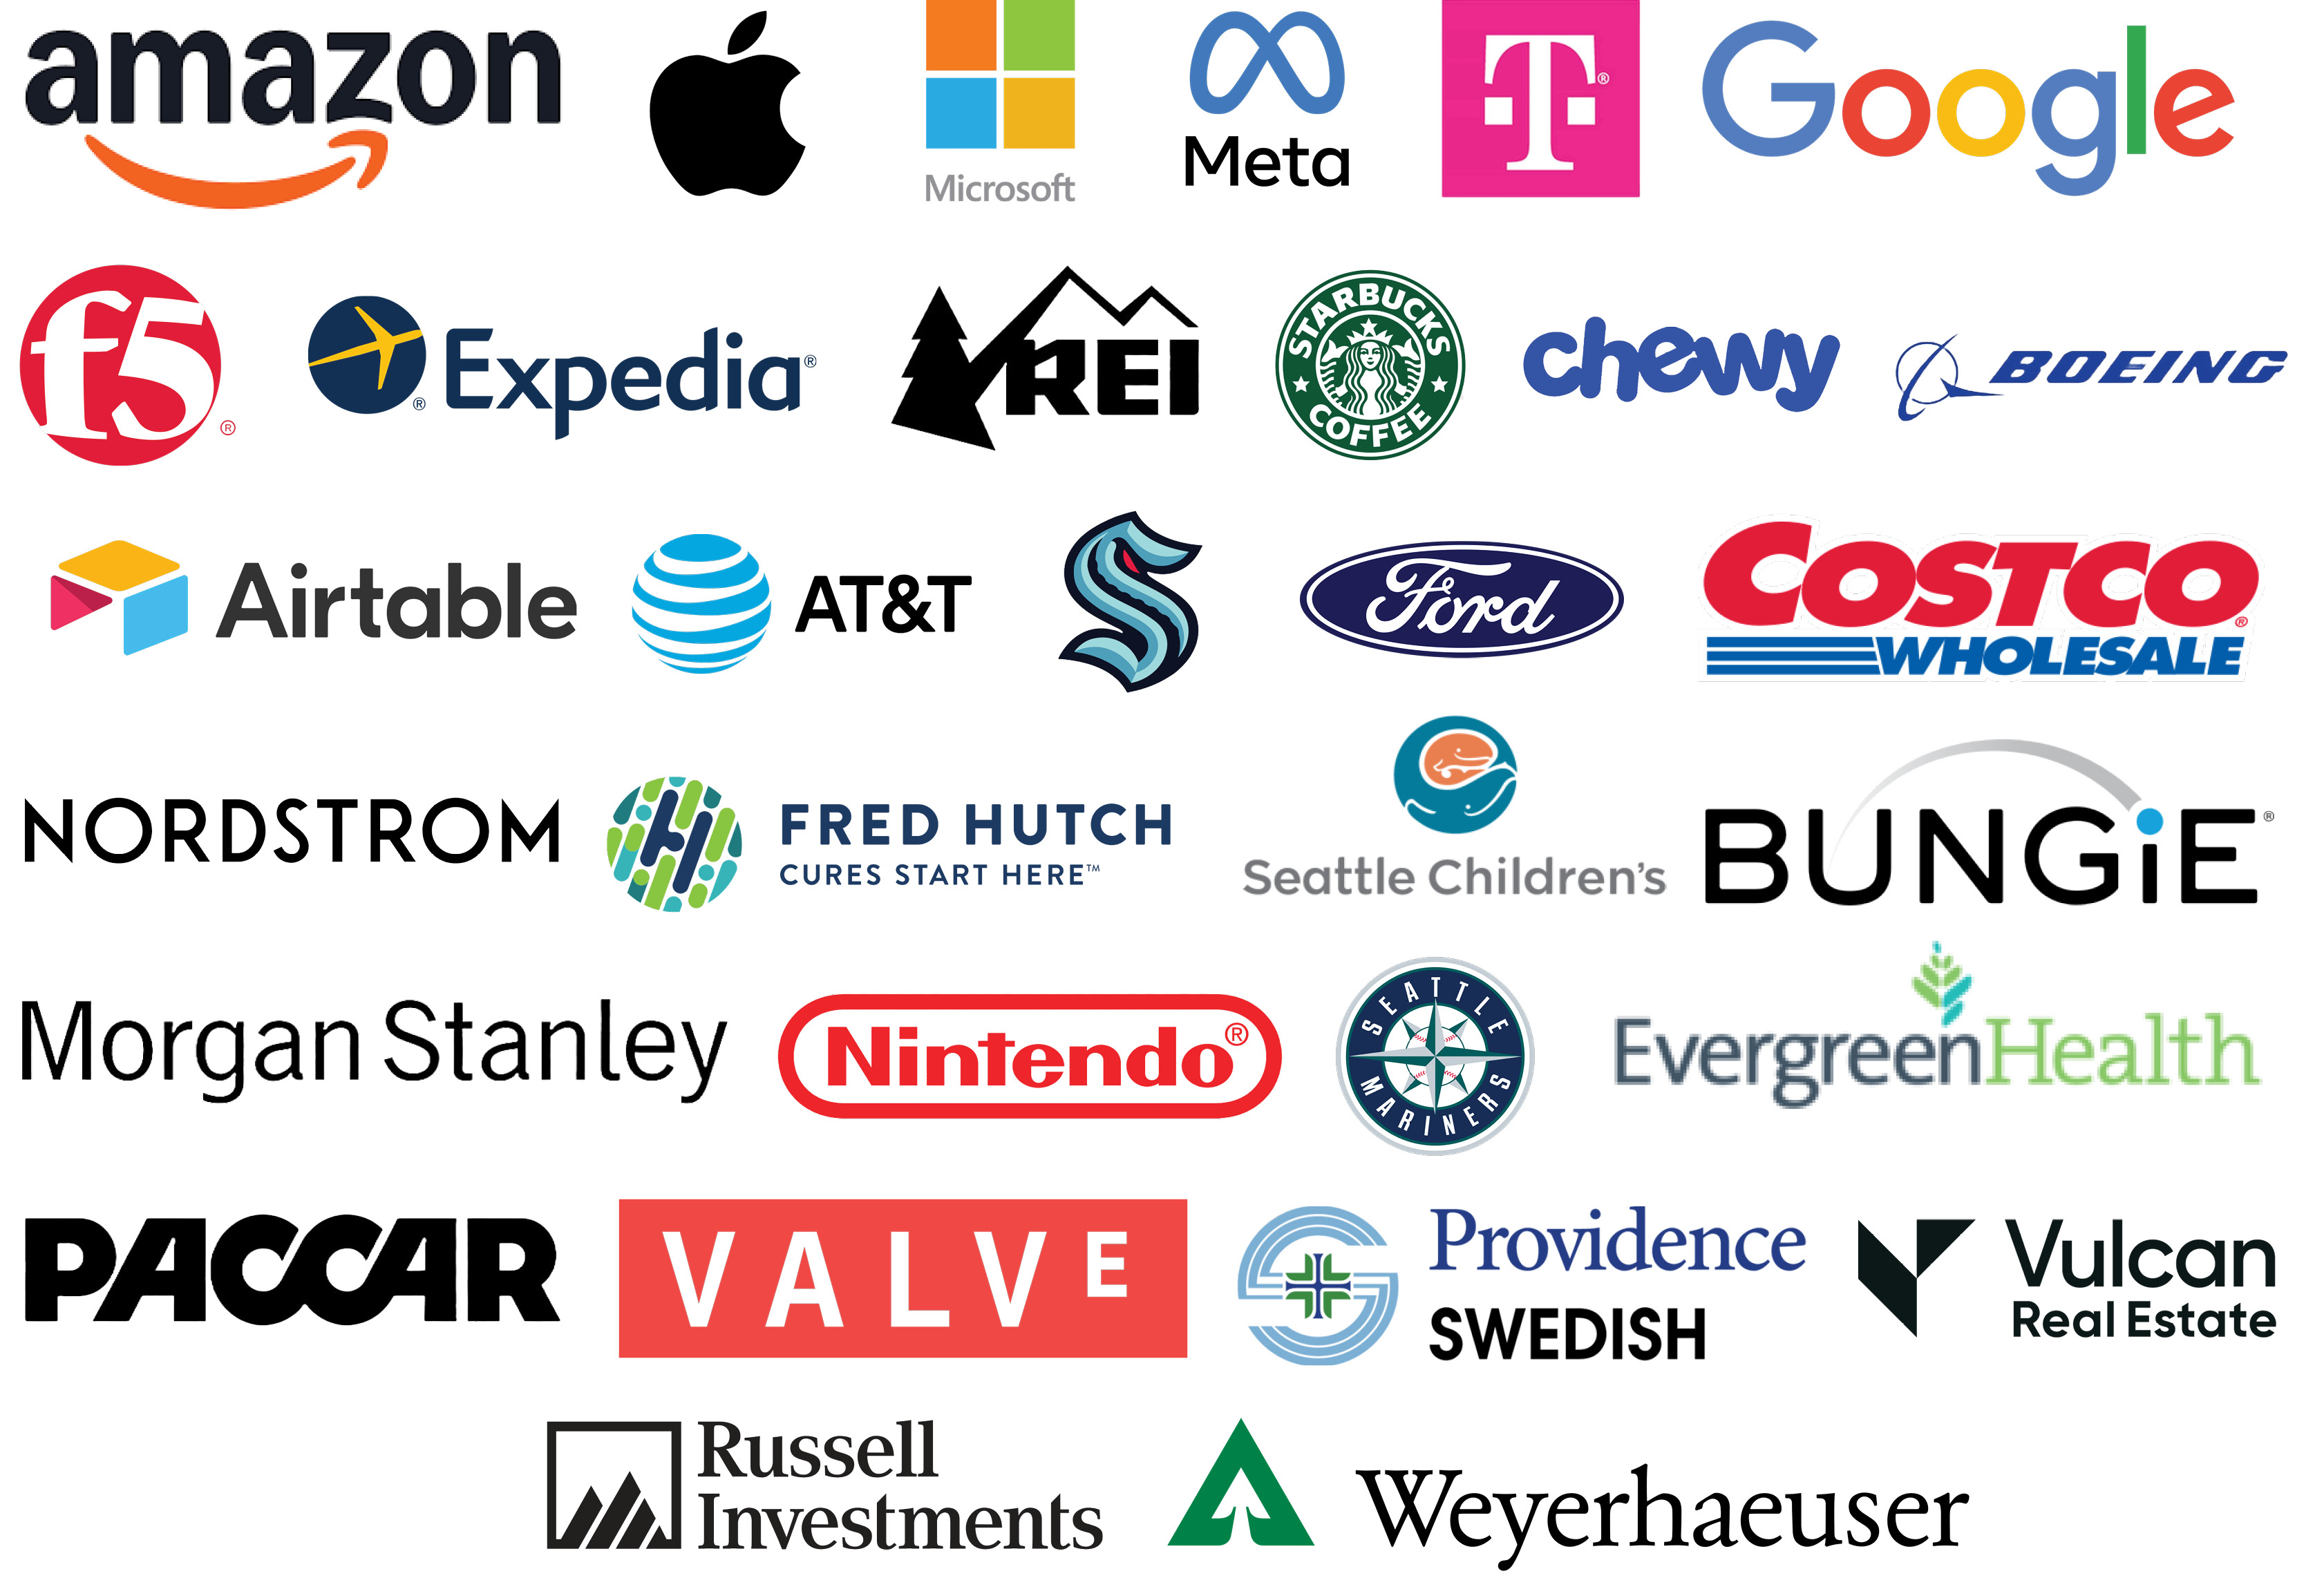 amazon
Microsoft
Meta
T®
Google
f5®
®
Expedia®
REI
STARBUCKS
COFFEE
chewy
BOEING
Airtable
AT&T
Ford
COSTCO®
WHOLESALE
NORDSTROM
FRED HUTCH
CURES START HERE™
Seattle Children's
BUNGiE®
Morgan Stanley
Nintendo®
SEATTLE
MARINERS
EvergreenHealth
PACCAR
VALVE
Providence
SWEDISH
Vulcan
Real Estate
Russell
Investments
Weyerhaeuser